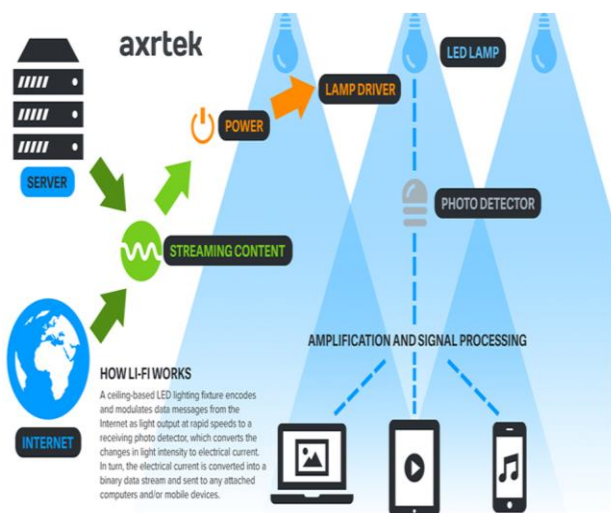 axrtek
LED LAMP
LAMP DRIVER
POWER
SERVER
PHOTO DETECTOR
STREAMING CONTENT
AMPLIFICATION AND SIGNAL PROCESSING
HOW LI-FI WORKS
A ceiling-based LED lighting fixture encodes
and modulates data messages from the
Internet as light output at rapid speeds to a
receiving photo detector, which converts the
changes in light intensity to electrical current.
In turn, the electrical current is converted into a
binary data stream and sent to any attached
computers and/or mobile devices.
INTERNET